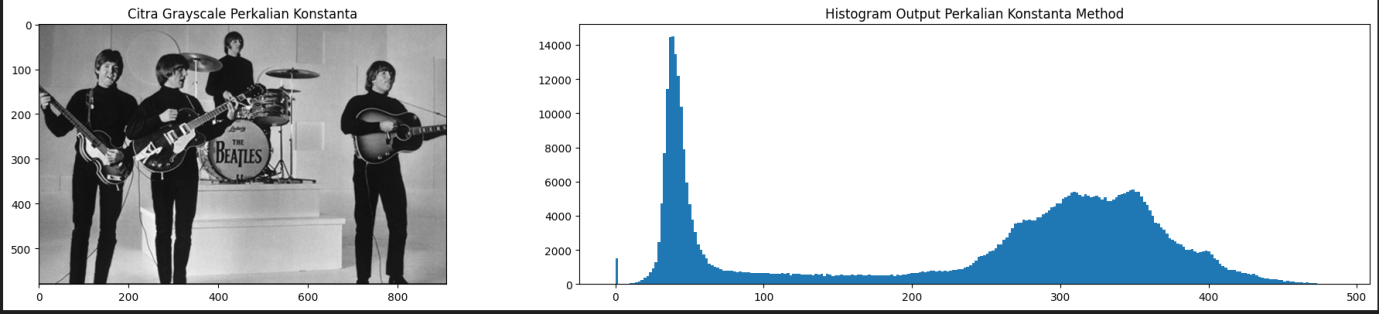 Citra Grayscale Perkalian Konstanta
0
100
200
300
400
500
0 200 400 600 800
Ludwig
THE
BEATLES
Histogram Output Perkalian Konstanta Method
14000
12000
10000
8000
6000
4000
2000
0
0 100 200 300 400 500